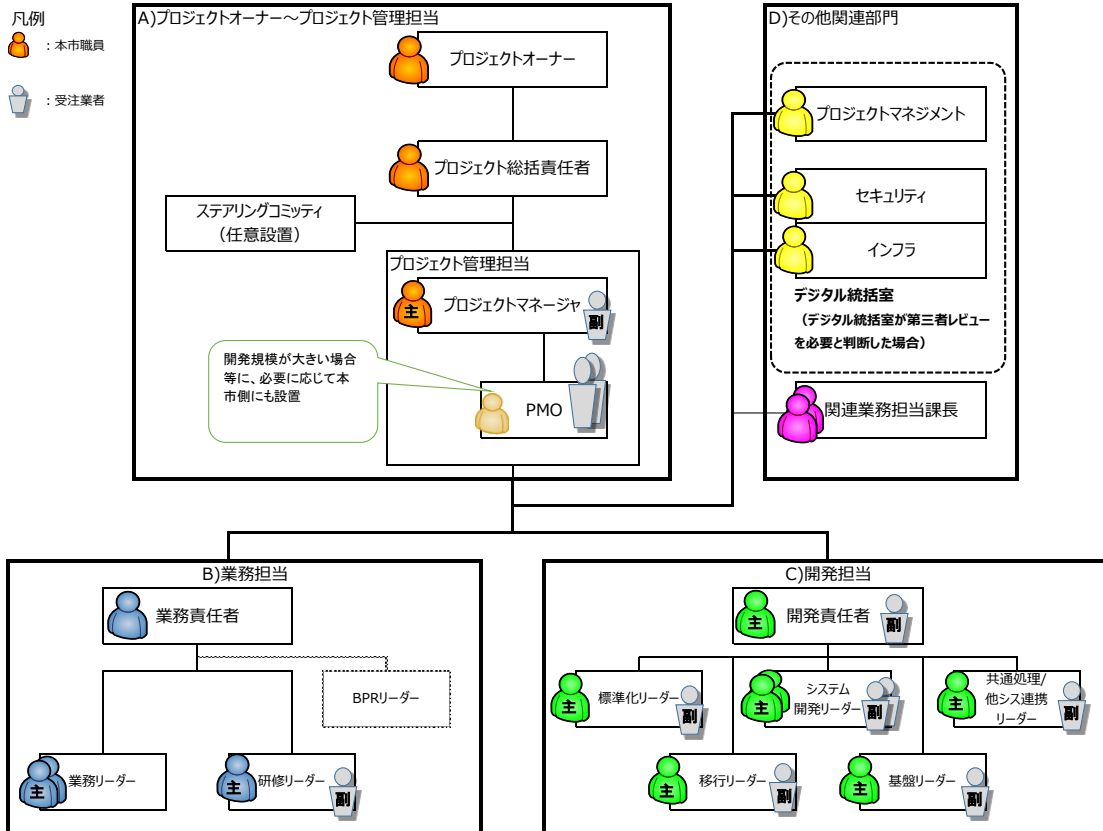 凡例
：本市職員
：受注業者
A)プロジェクトオーナー～プロジェクト管理担当
プロジェクトオーナー
プロジェクト総括責任者
ステアリングコミッティ
（任意設置）
プロジェクト管理担当
主
プロジェクトマネージャ
副
開発規模が大きい場合
等に、必要に応じて本
市側にも設置
PMO
D)その他関連部門
プロジェクトマネジメント
セキュリティ
インフラ
デジタル統括室
（デジタル統括室が第三者レビュー
を必要と判断した場合）
関連業務担当課長
B)業務担当
業務責任者
BPRリーダー
主
業務リーダー
主
研修リーダー
副
C)開発担当
主
開発責任者
副
主
標準化リーダー
副
主
システム
開発リーダー
副
主
共通処理/
他シス連携
リーダー
副
主
移行リーダー
副
主
基盤リーダー
副